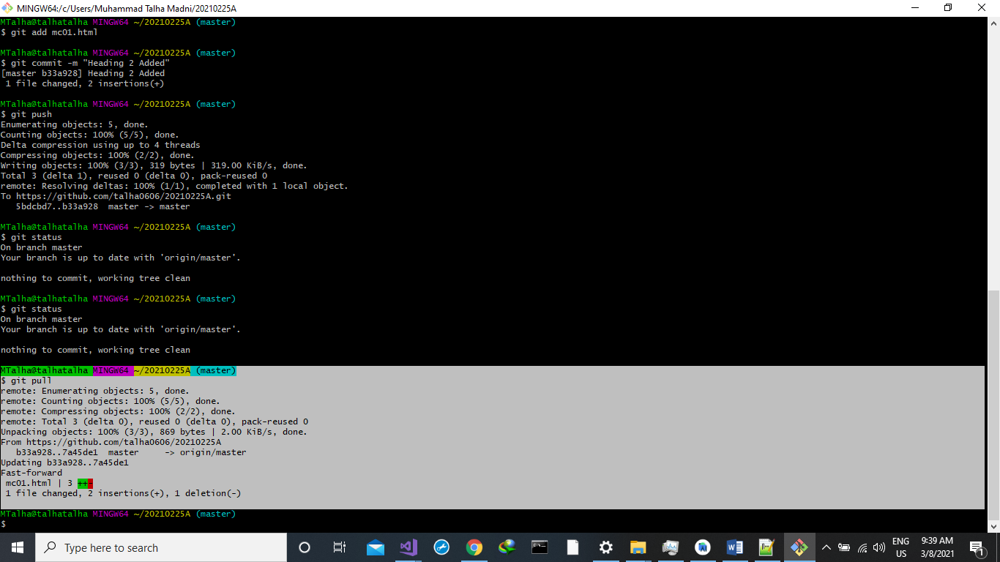 MINGW64:/c/Users/Muhammad Talha Madni/20210225A
MTalha@talhatalha MINGW64 ~/20210225A (master)
$ git add mc01.html
MTalha@talhatalha MINGW64 ~/20210225A (master)
$ git commit -m "Heading 2 Added"
[master b33a928] Heading 2 Added
 1 file changed, 2 insertions(+)
MTalha@talhatalha MINGW64 ~/20210225A (master)
$ git push
Enumerating objects: 5, done.
Counting objects: 100% (5/5), done.
Delta compression using up to 4 threads
Compressing objects: 100% (2/2), done.
Writing objects: 100% (3/3), 319 bytes | 319.00 KiB/s, done.
Total 3 (delta 1), reused 0 (delta 0), pack-reused 0
remote: Resolving deltas: 100% (1/1), completed with 1 local object.
To https://github.com/talha0606/20210225A.git
   5bdcbd7..b33a928  master -> master
MTalha@talhatalha MINGW64 ~/20210225A (master)
$ git status
On branch master
Your branch is up to date with 'origin/master'.
nothing to commit, working tree clean
MTalha@talhatalha MINGW64 ~/20210225A (master)
$ git status
On branch master
Your branch is up to date with 'origin/master'.
nothing to commit, working tree clean
MTalha@talhatalha MINGW64 ~/20210225A (master)
$ git pull
remote: Enumerating objects: 5, done.
remote: Counting objects: 100% (5/5), done.
remote: Compressing objects: 100% (2/2), done.
remote: Total 3 (delta 0), reused 0 (delta 0), pack-reused 0
Unpacking objects: 100% (3/3), 869 bytes | 2.00 KiB/s, done.
From https://github.com/talha0606/20210225A
   b33a928..7a45de1  master     -> origin/master
Updating b33a928..7a45de1
Fast-forward
 mc01.html | 3 ++-
 1 file changed, 2 insertions(+), 1 deletion(-)
MTalha@talhatalha MINGW64 ~/20210225A (master)
$
Type here to search
ENG
US
9:39 AM
3/8/2021
1